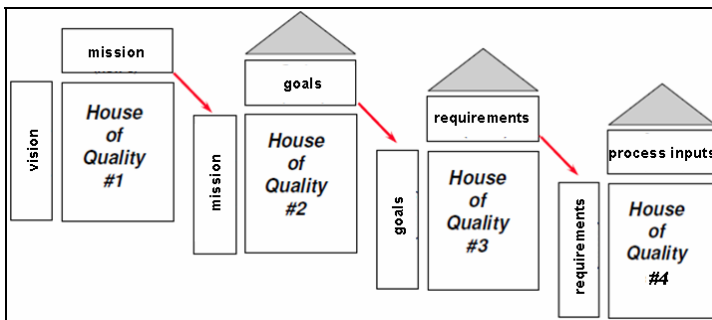 mission
vision
House
of
Quality
#1
goals
mission
House
of
Quality
#2
requirements
goals
House
of
Quality
#3
process inputs
requirements
House
of
Quality
#4